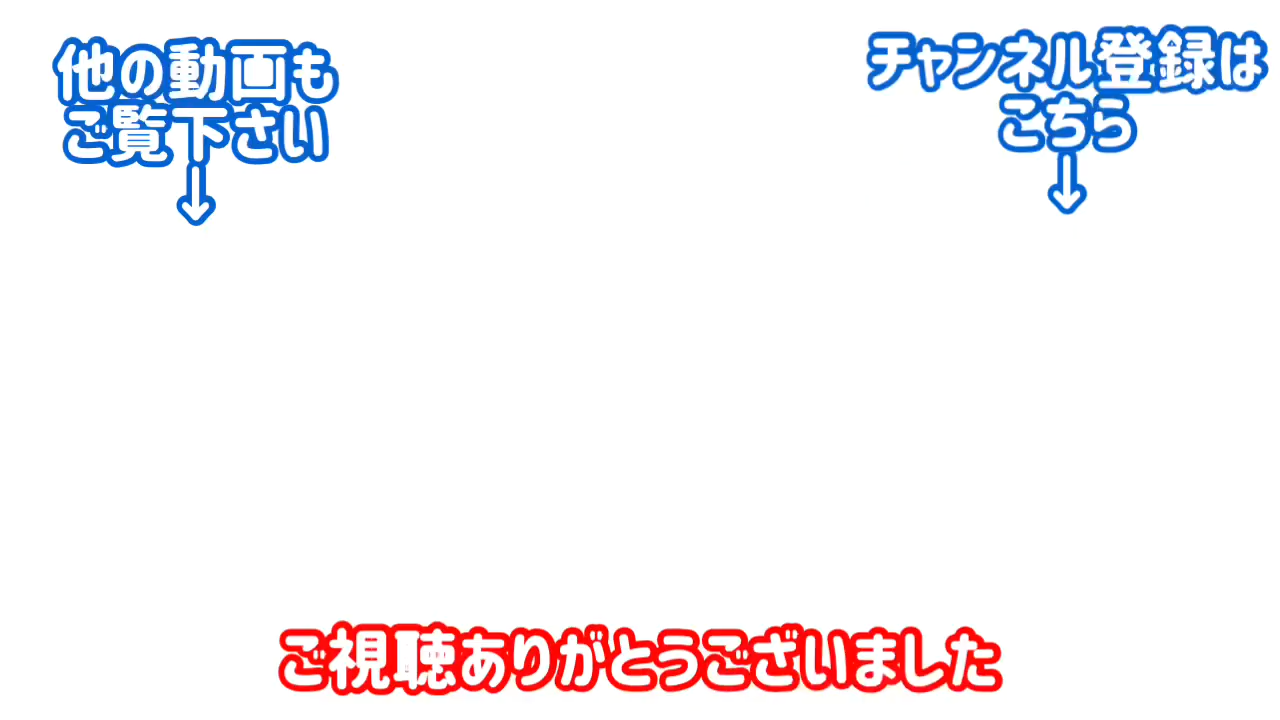 他の動画も
ご覧下さい
↓
チャンネル登録は
こちら
↓
ご視聴ありがとうございました